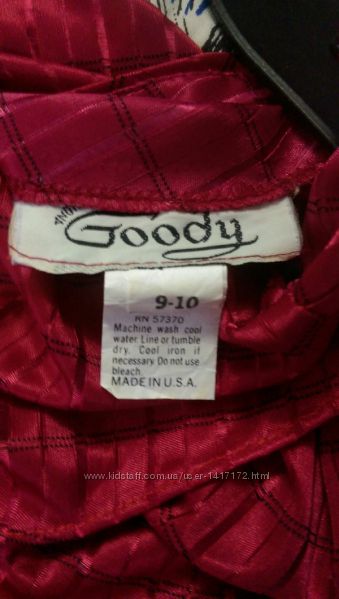 Goody
9-10
RN 57370
Machine wash cool
water. Line or tumble
dry. Cool iron if
necessary Do not use
bleach.
MADE IN U.S.A.
www.kidstaff.com.ua/user-1417172.html